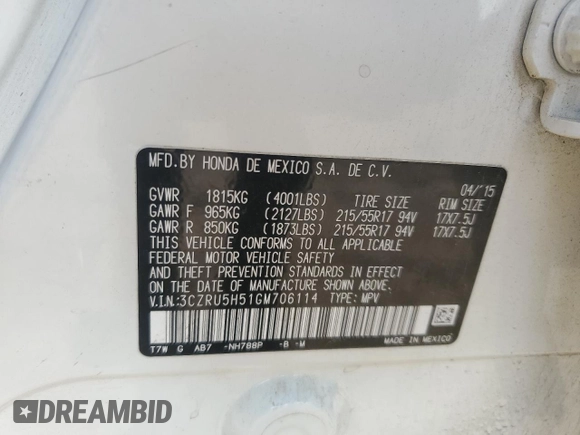 MFD. BY HONDA DE MEXICO S.A. DE C.V.
04/'15
GVWR 1815KG (4001LBS) TIRE SIZE RIM SIZE
GAWR F 965KG (2127LBS) 215/55R17 94V 17X7.5J
GAWR R 850KG (1873LBS) 215/55R17 94V 17X7.5J
THIS VEHICLE CONFORMS TO ALL APPLICABLE
FEDERAL MOTOR VEHICLE SAFETY
AND THEFT PREVENTION STANDARDS IN EFFECT
ON THE DATE OF MANUFACTURE SHOWN ABOVE.
V.I.N.:3CZRU5H51GM706114 TYPE: MPV
T7W G AB7 -NH788P -B -M
MADE IN MEXICO
DREAMBID